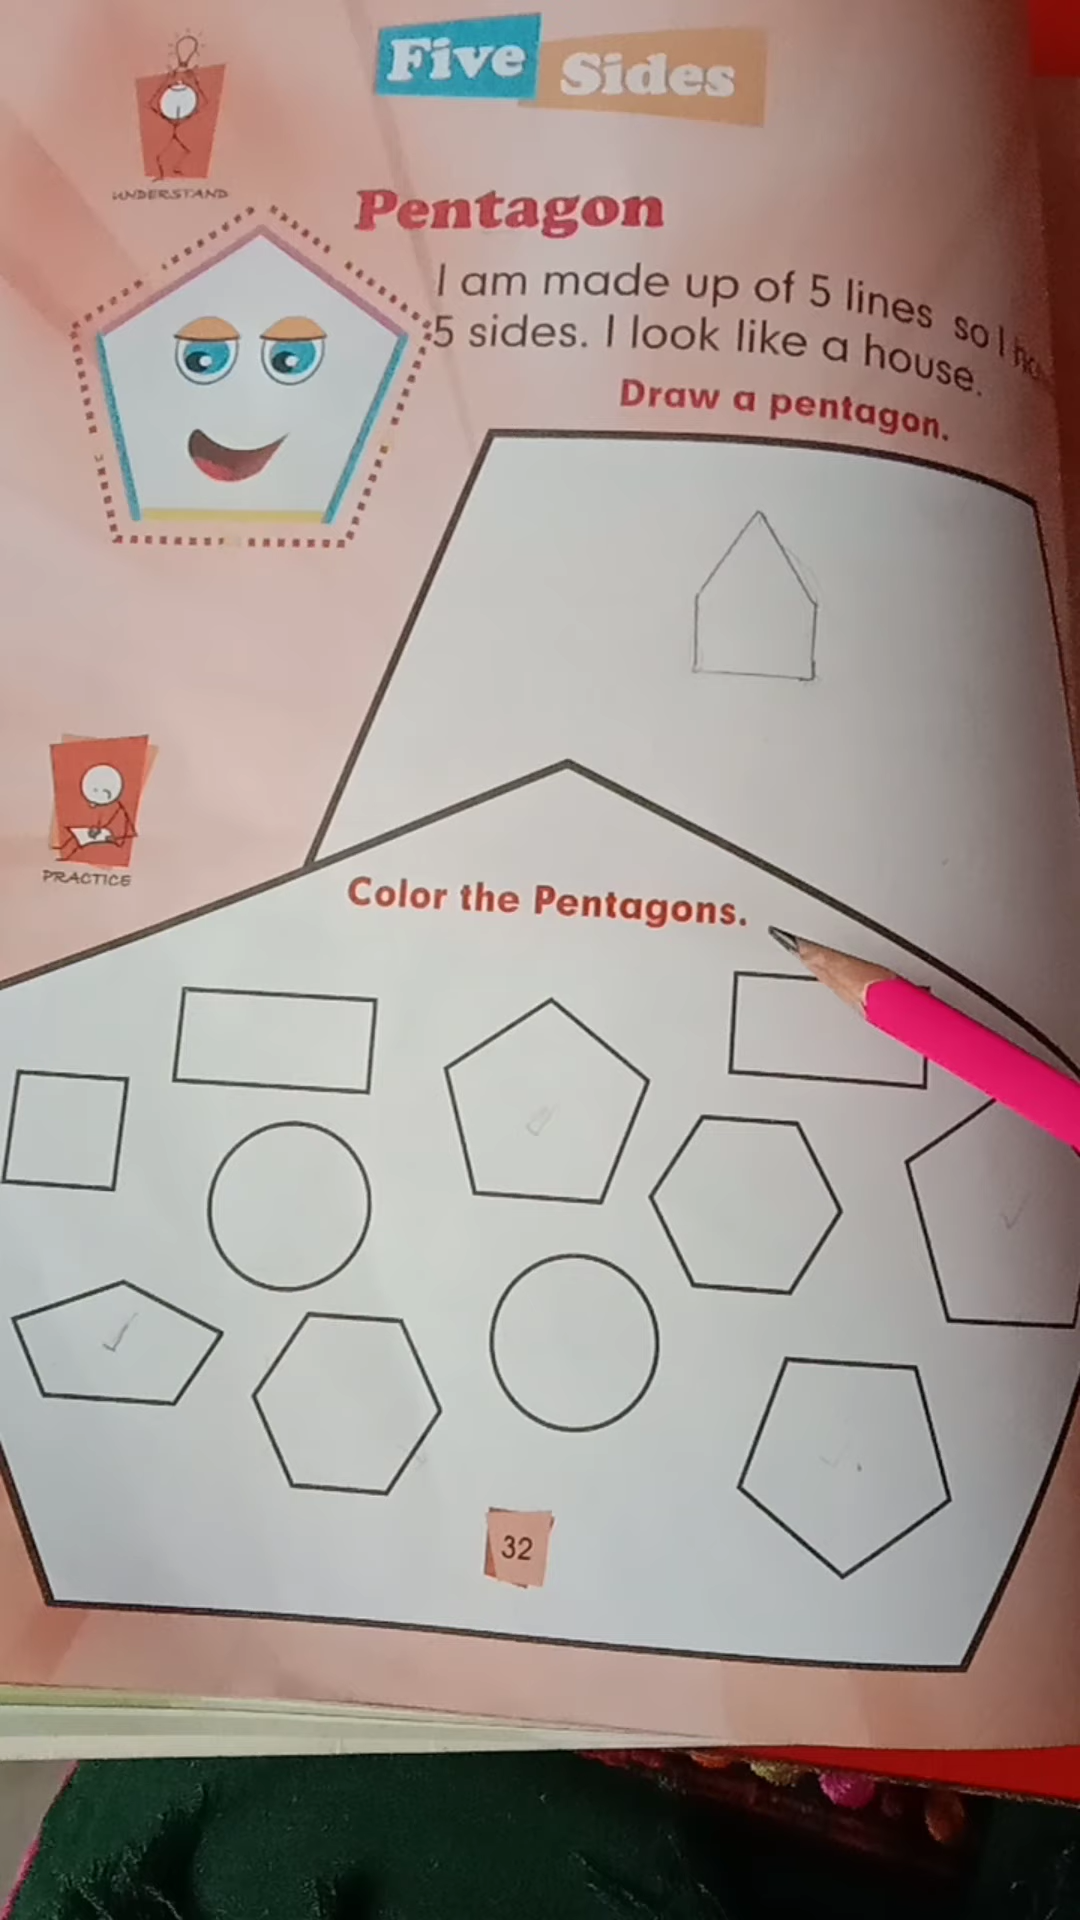 Five Sides
UNDERSTAND
Pentagon
I am made up of 5 lines so I
5 sides. I look like a house.
Draw a pentagon.
PRACTICE
Color the Pentagons.
32